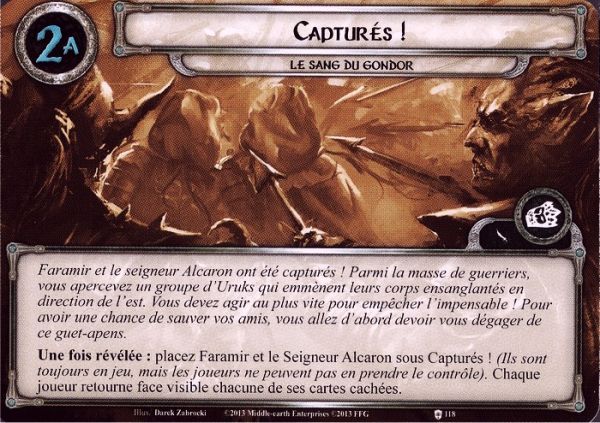 2A
Capturés !
Le Sang du Gondor
Faramir et le seigneur Alcaron ont été capturés ! Parmi la masse de guerriers,
vous apercevez un groupe d'Uruks qui emmènent leurs corps ensanglantés en
direction de l'est. Vous devez agir au plus vite pour empêcher l'impensable ! Pour
avoir une chance de sauver vos amis, vous allez d'abord devoir vous dégager de
ce guet-apens.
Une fois révélée : placez Faramir et le Seigneur Alcaron sous Capturés ! (Ils sont
toujours en jeu, mais les joueurs ne peuvent pas en prendre le contrôle). Chaque
joueur retourne face visible chacune de ses cartes cachées.
Illus. Darek Zabrocki ©2013 Middle-earth Enterprises ©2013 FFG 118